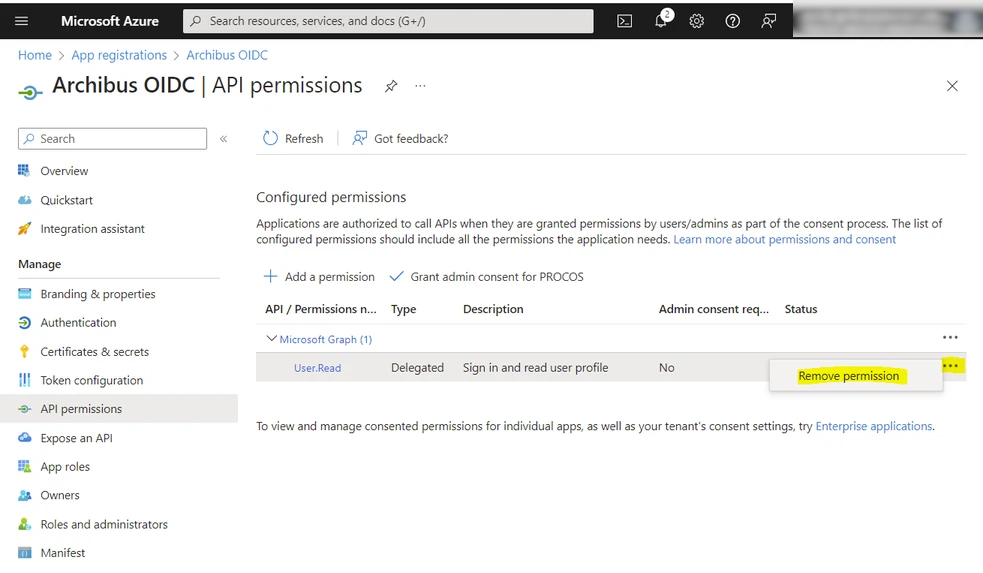 Microsoft Azure
Search resources, services, and docs (G+/)
2
Home > App registrations > Archibus OIDC
Archibus OIDC | API permissions
...
Search
«
Refresh
Got feedback?
Overview
Quickstart
Integration assistant
Manage
Branding & properties
Authentication
Certificates & secrets
Token configuration
API permissions
Expose an API
App roles
Owners
Roles and administrators
Manifest
Configured permissions
Applications are authorized to call APIs when they are granted permissions by users/admins as part of the consent process. The list of
configured permissions should include all the permissions the application needs. Learn more about permissions and consent
Add a permission
Grant admin consent for PROCOS
API / Permissions n... Type Description Admin consent req... Status
Microsoft Graph (1) ...
User.Read Delegated Sign in and read user profile No ...
Remove permission
To view and manage consented permissions for individual apps, as well as your tenant's consent settings, try Enterprise applications.